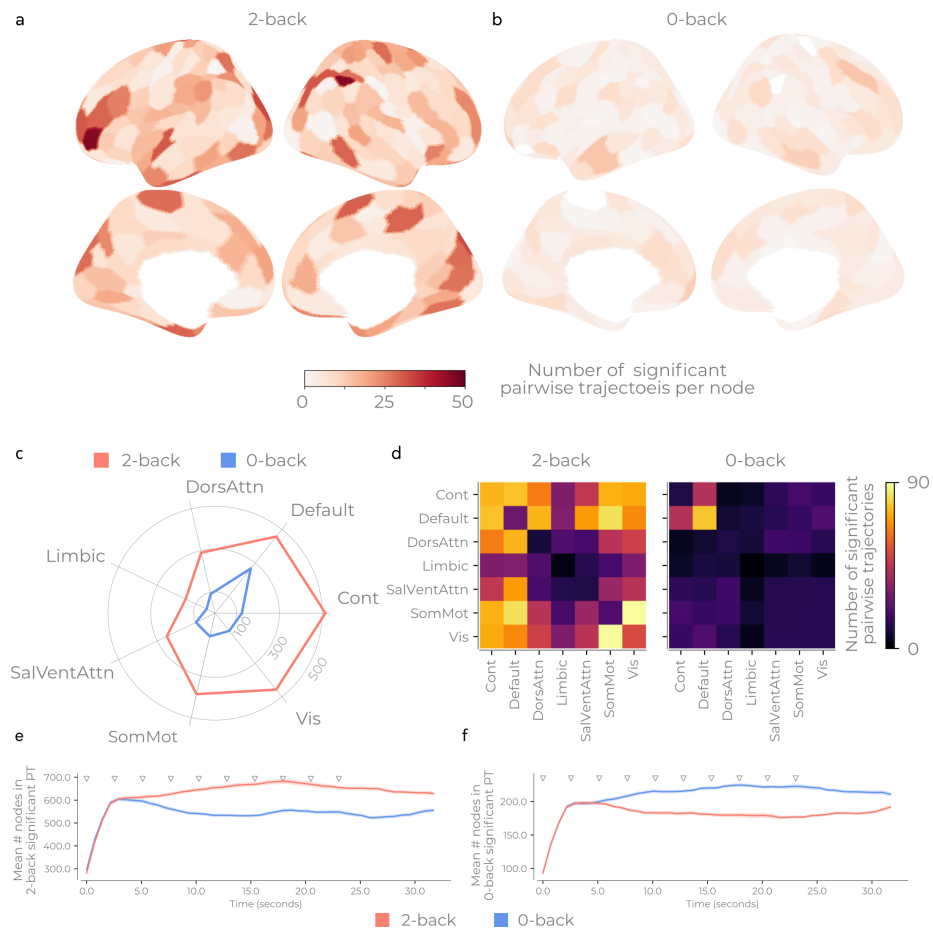 a
2-back
b
0-back
Number of significant
pairwise trajectoeis per node
0
25
50
c
2-back
0-back
DorsAttn
Default
Limbic
Cont
100
300
500
SalVentAttn
Vis
SomMot
d
2-back
0-back
Cont
Default
DorsAttn
Limbic
SalVentAttn
SomMot
Vis
Cont
Default
DorsAttn
Limbic
SalVentAttn
SomMot
Vis
Cont
Default
DorsAttn
Limbic
SalVentAttn
SomMot
Vis
90
0
Number of significant
pairwise trajectories
e
Mean # nodes in
2-back significant PT
700.0
600.0
500.0
400.0
300.0
0.0
5.0
10.0
15.0
20.0
25.0
30.0
Time (seconds)
f
Mean # nodes in
0-back significant PT
200.0
150.0
100.0
0.0
5.0
10.0
15.0
20.0
25.0
30.0
Time (seconds)
2-back
0-back